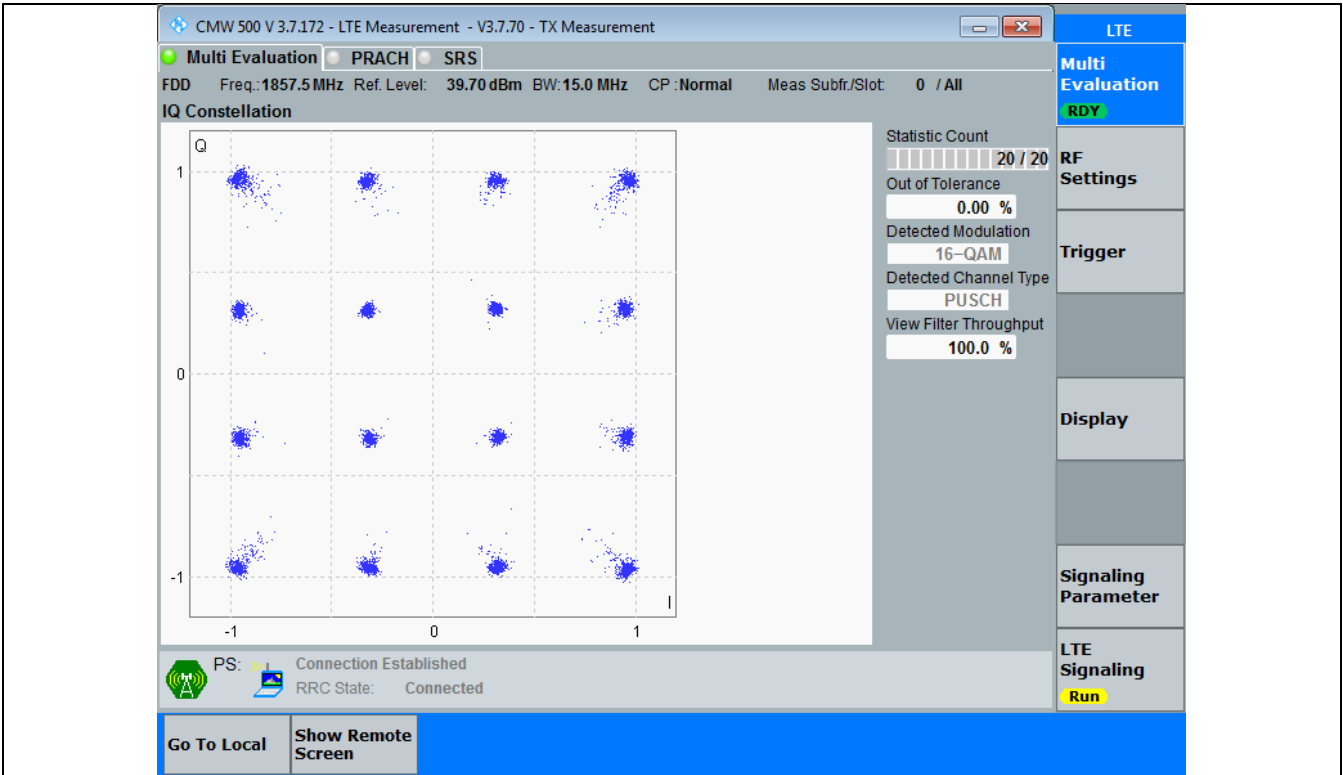 CMW 500 V 3.7.172 - LTE Measurement - V3.7.70 - TX Measurement
LTE
Multi Evaluation PRACH SRS
Multi
Evaluation
RDY
FDD Freq.:1857.5 MHz Ref. Level: 39.70 dBm BW:15.0 MHz CP :Normal Meas Subfr./Slot: 0 / All
IQ Constellation
Q
1
0
-1
I
-1 0 1
Statistic Count
20 / 20
Out of Tolerance
0.00 %
Detected Modulation
16-QAM
Detected Channel Type
PUSCH
View Filter Throughput
100.0 %
RF
Settings
Trigger
Display
Signaling
Parameter
LTE
Signaling
Run
PS: Connection Established
RRC State: Connected
Go To Local
Show Remote
Screen